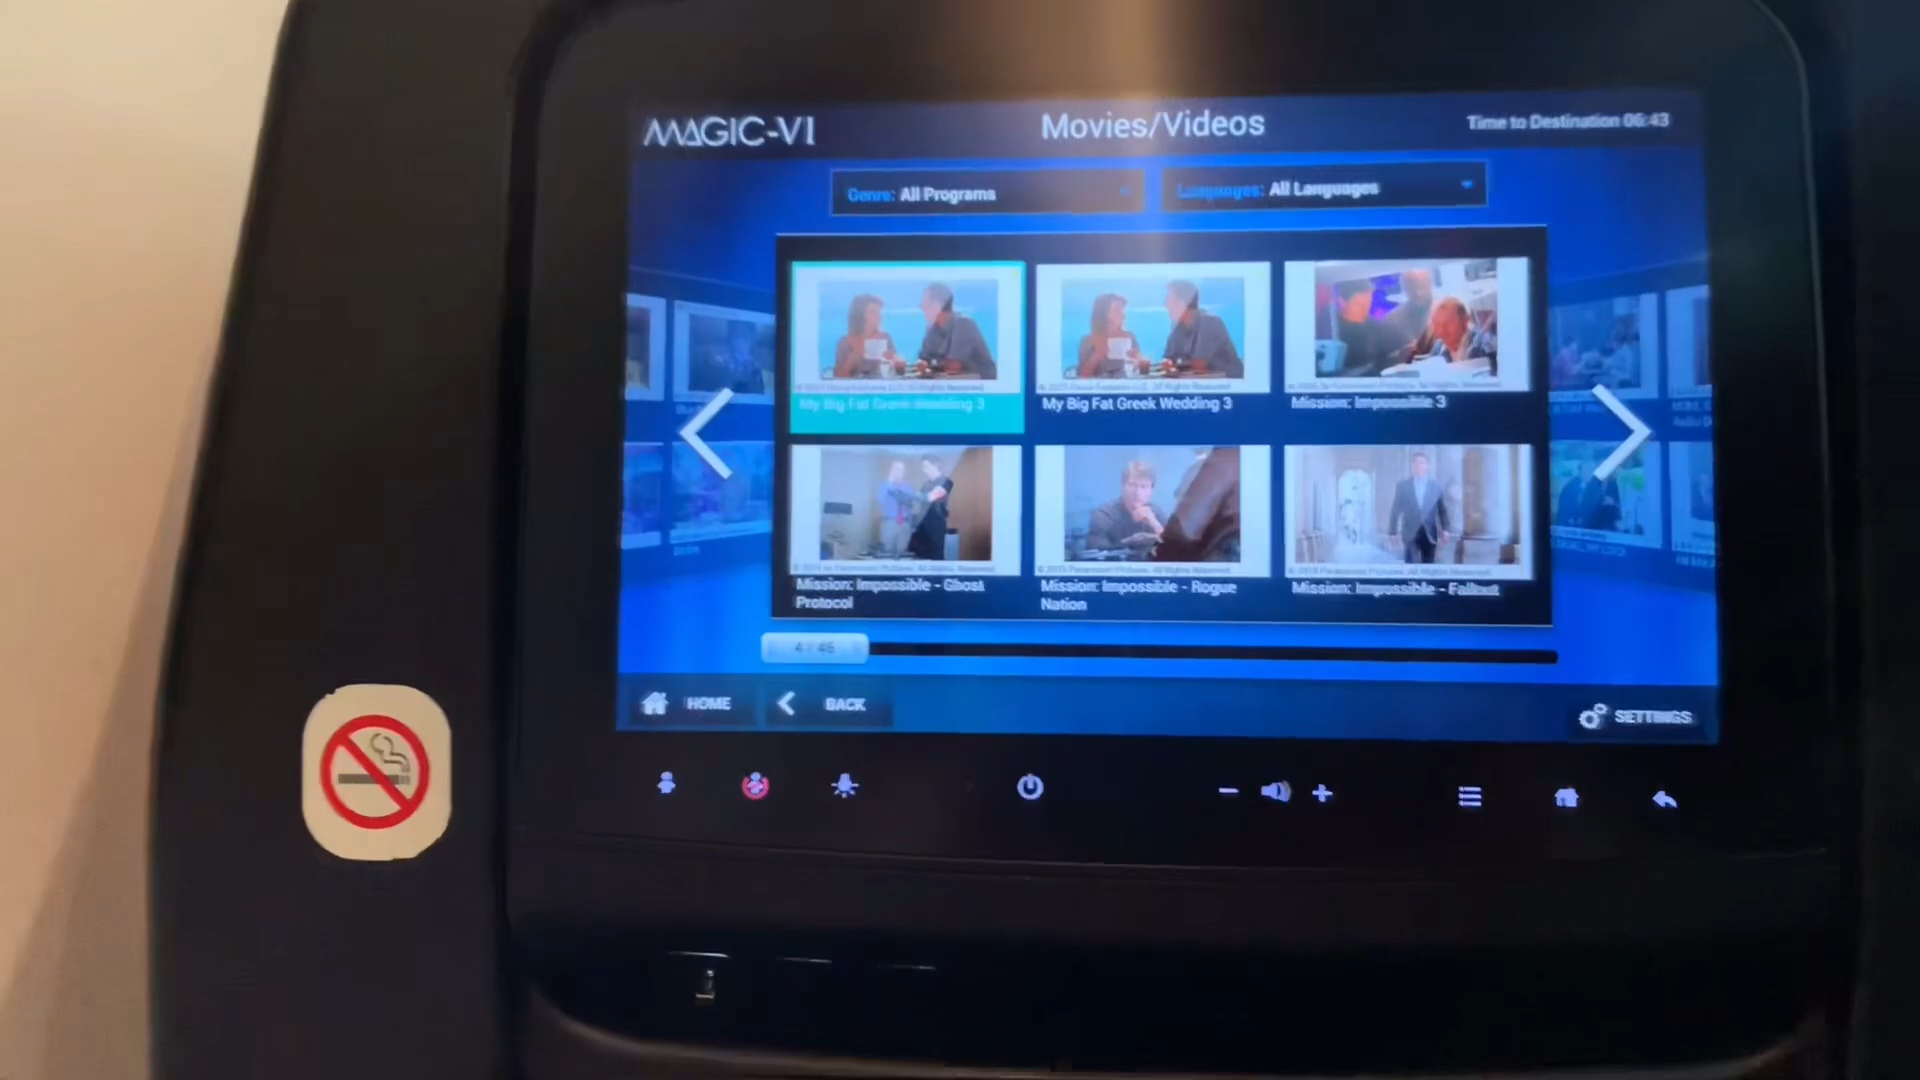 MAGIC-VI
Movies/Videos
Time to Destination 06:43
Genre: All Programs
Languages: All Languages
My Big Fat Greek Wedding 3
My Big Fat Greek Wedding 3
Mission: Impossible 3
Mission: Impossible - Ghost
Protocol
Mission: Impossible - Rogue
Nation
Mission: Impossible - Fallout
4 / 46
HOME
BACK
SETTINGS